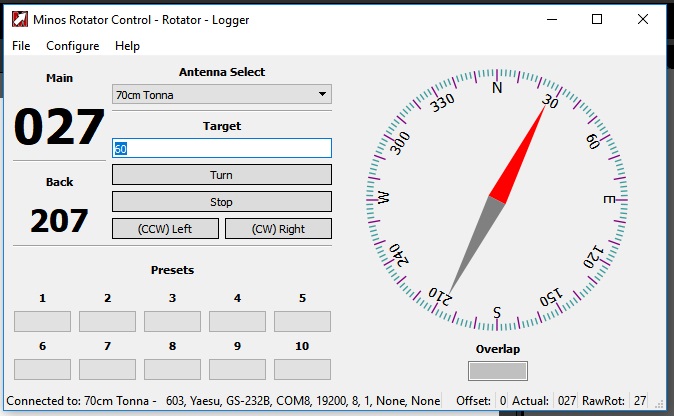 Minos Rotator Control - Rotator - Logger
File Configure Help
Main
027
Back
207
Antenna Select
70cm Tonna
Target
60
Turn
Stop
(CCW) Left (CW) Right
Presets
1 2 3 4 5
6 7 8 9 10
N
30
60
E
120
150
S
210
240
W
300
330
Overlap
Connected to: 70cm Tonna - 603, Yaesu, GS-232B, COM8, 19200, 8, 1, None, None Offset: 0 Actual: 027 RawRot: 27